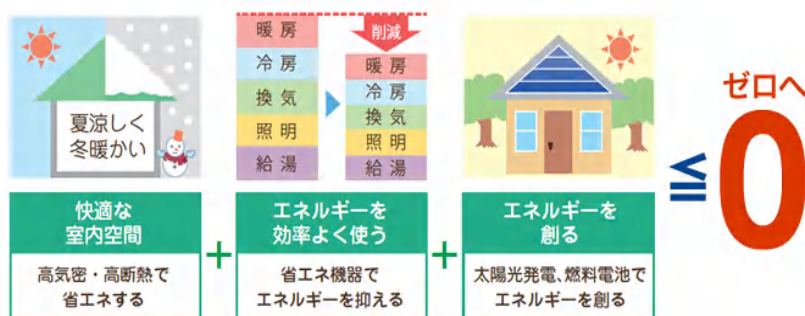 夏涼しく
冬暖かい
快適な
室内空間
高気密・高断熱で
省エネする
+
暖房
冷房
換気
照明
給湯
削減
暖房
冷房
換気
照明
給湯
エネルギーを
効率よく使う
省エネ機器で
エネルギーを抑える
+
エネルギーを
創る
太陽光発電、燃料電池で
エネルギーを創る
≦
ゼロへ
0